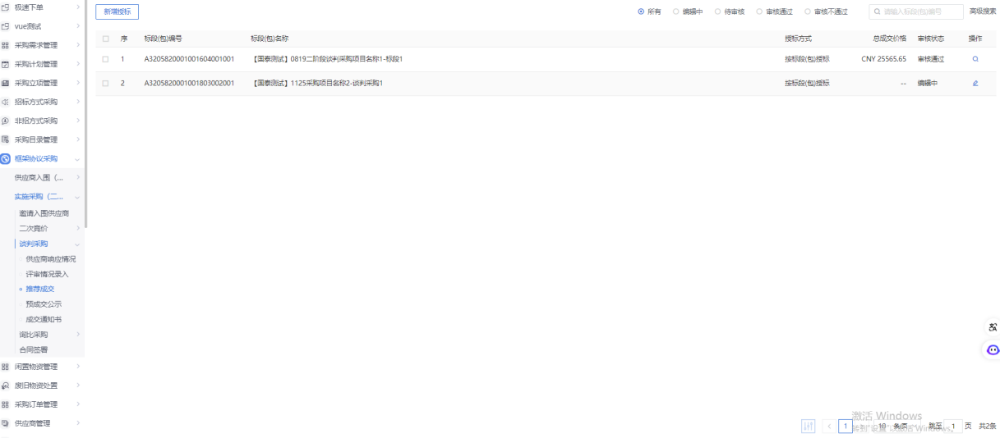 极速下单
vue测试
采购需求管理
采购计划管理
采购立项管理
招标方式采购
非招方式采购
采购目录管理
框架协议采购
供应商入围（...
实施采购（二...
邀请入围供应商
二次竞价
谈判采购
供应商响应情况
评审情况录入
推荐成交
预成交公示
成交通知书
询比采购
合同签署
闲置物资管理
废旧物资处置
采购订单管理
供应商管理
新增授标
所有 编辑中 待审核 审核通过 审核不通过 请输入标段(包)编号 高级搜索
序 标段(包)编号 标段(包)名称 授标方式 总成交价格 审核状态 操作
1 A3205820001001604001001 【国泰测试】0819二阶段谈判采购项目名称1-标段1 按标段(包)授标 CNY 25565.65 审核通过
2 A3205820001001803002001 【国泰测试】1125采购项目名称2-谈判采购1 按标段(包)授标 -- 编辑中
激活 Windows
转到"设置"以激活 Windows。
1 10 条/页 跳至 1 页 共2条